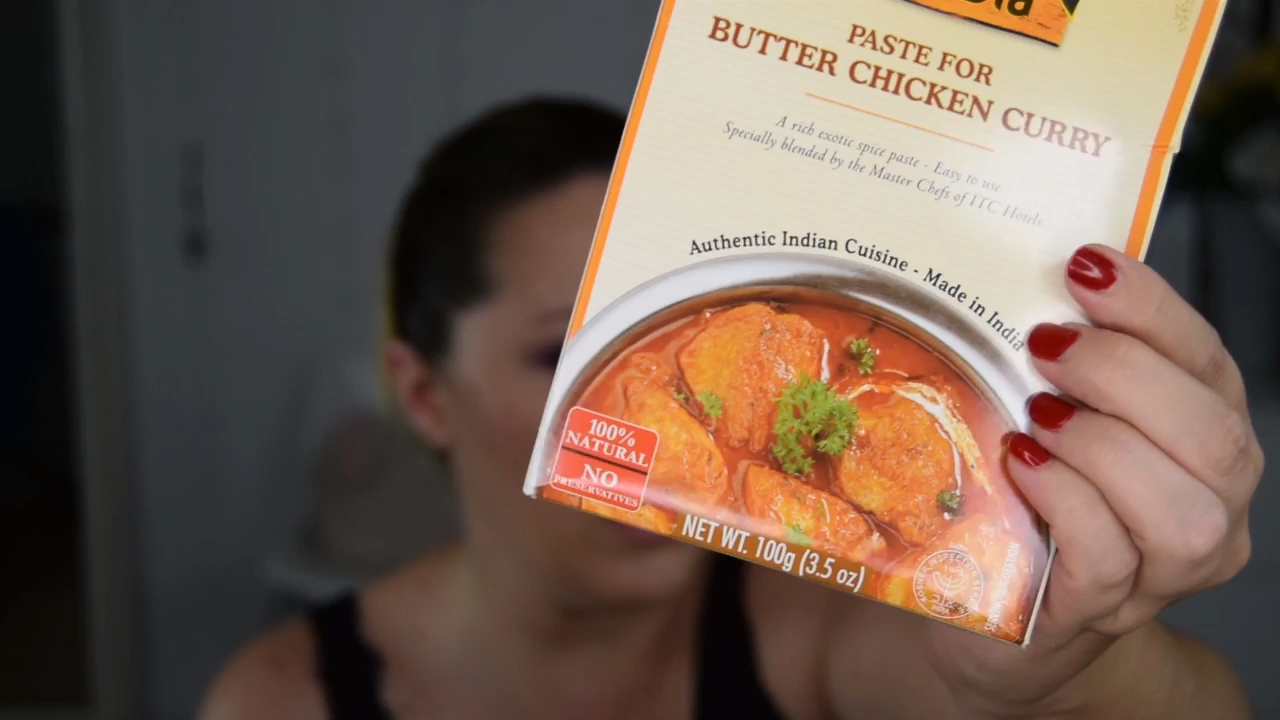 PASTE FOR
BUTTER CHICKEN CURRY
A rich exotic spice paste - Easy to use.
Specially blended by the Master Chefs of ITC Hotels.
Authentic Indian Cuisine - Made in India
100%
NATURAL
NO
PRESERVATIVES
NET WT. 100g (3.5 oz)